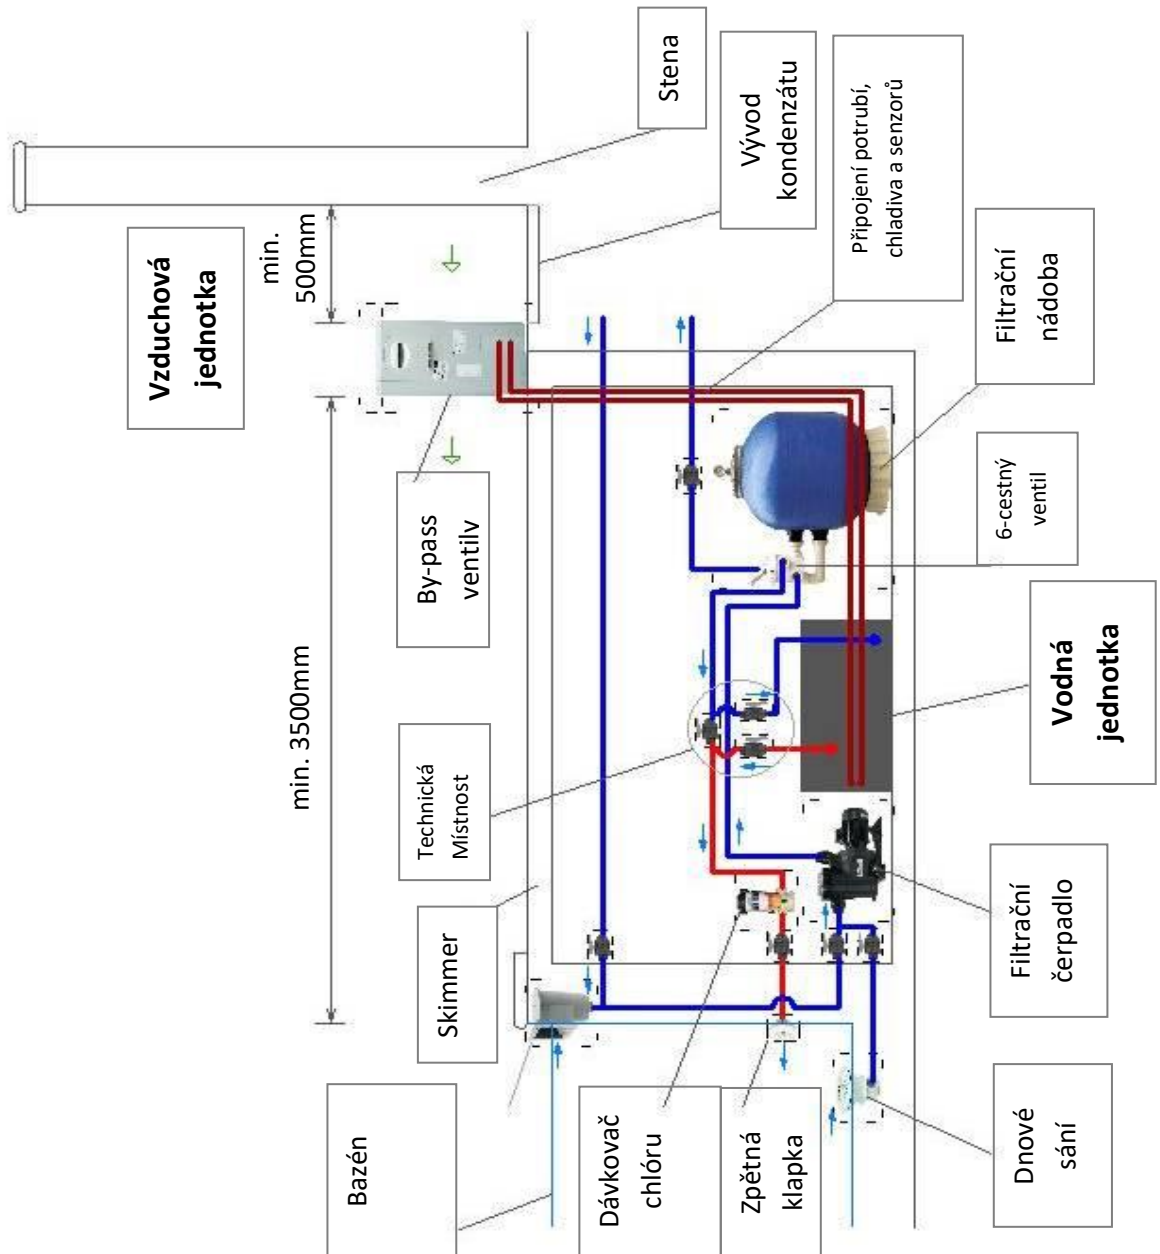 Stena
Vývod
kondenzátu
Připojení potrubí,
chladiva a senzorů
Filtrační
nádoba
6-cestný
ventil
Vodná
jednotka
Filtrační
čerpadlo
Dnové
sání
Zpětná
klapka
Dávkovač
chlóru
Bazén
Skimmer
Technická
Místnost
By-pass
ventilv
Vzduchová
jednotka
min.
500mm
min. 3500mm